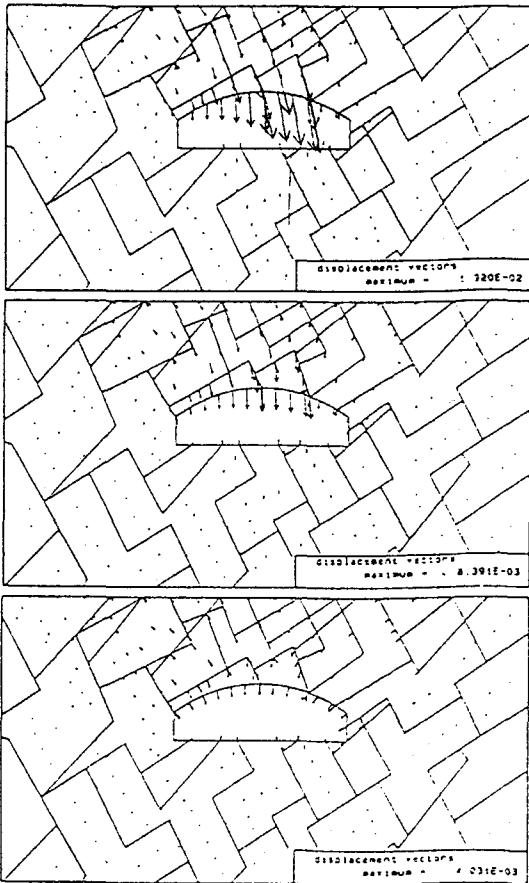 displacement vectors
maximum = 320E-02
displacement vectors
maximum = 8.391E-03
displacement vectors
maximum = 031E-03